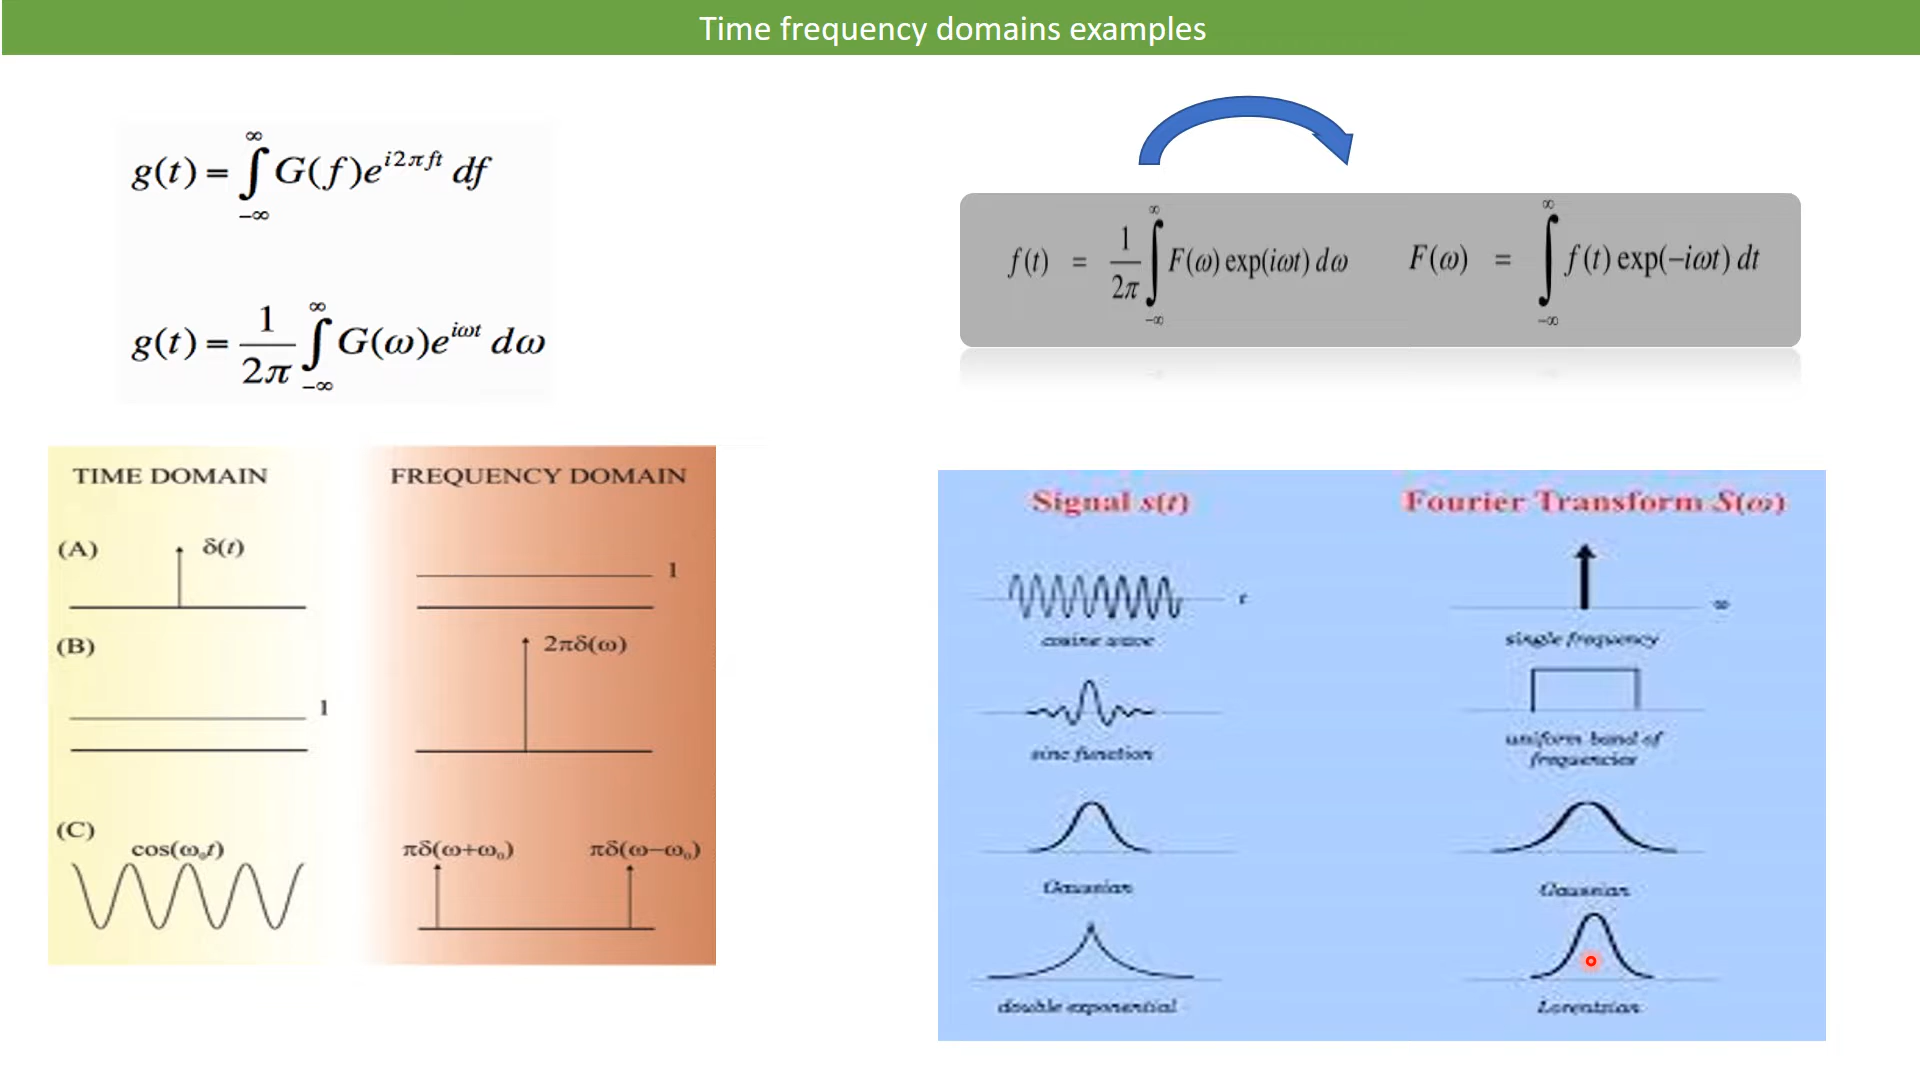 Time frequency domains examples
g(t) = ∫_{-∞}^{∞} G(f)e^{i2πft} df
g(t) = \frac{1}{2π} ∫_{-∞}^{∞} G(ω)e^{iωt} dω
f(t) = \frac{1}{2π} ∫_{-∞}^{∞} F(ω) exp(iωt) dω
F(ω) = ∫_{-∞}^{∞} f(t) exp(-iωt) dt
TIME DOMAIN
FREQUENCY DOMAIN
(A)
δ(t)
1
(B)
1
2πδ(ω)
(C)
cos(ω₀t)
πδ(ω+ω₀)
πδ(ω−ω₀)
Signal s(t)
Fourier Transform S(ω)
t
ω
cosine wave
single frequency
sinc function
uniform band of
frequencies
Gaussian
Gaussian
double exponential
Lorentzian